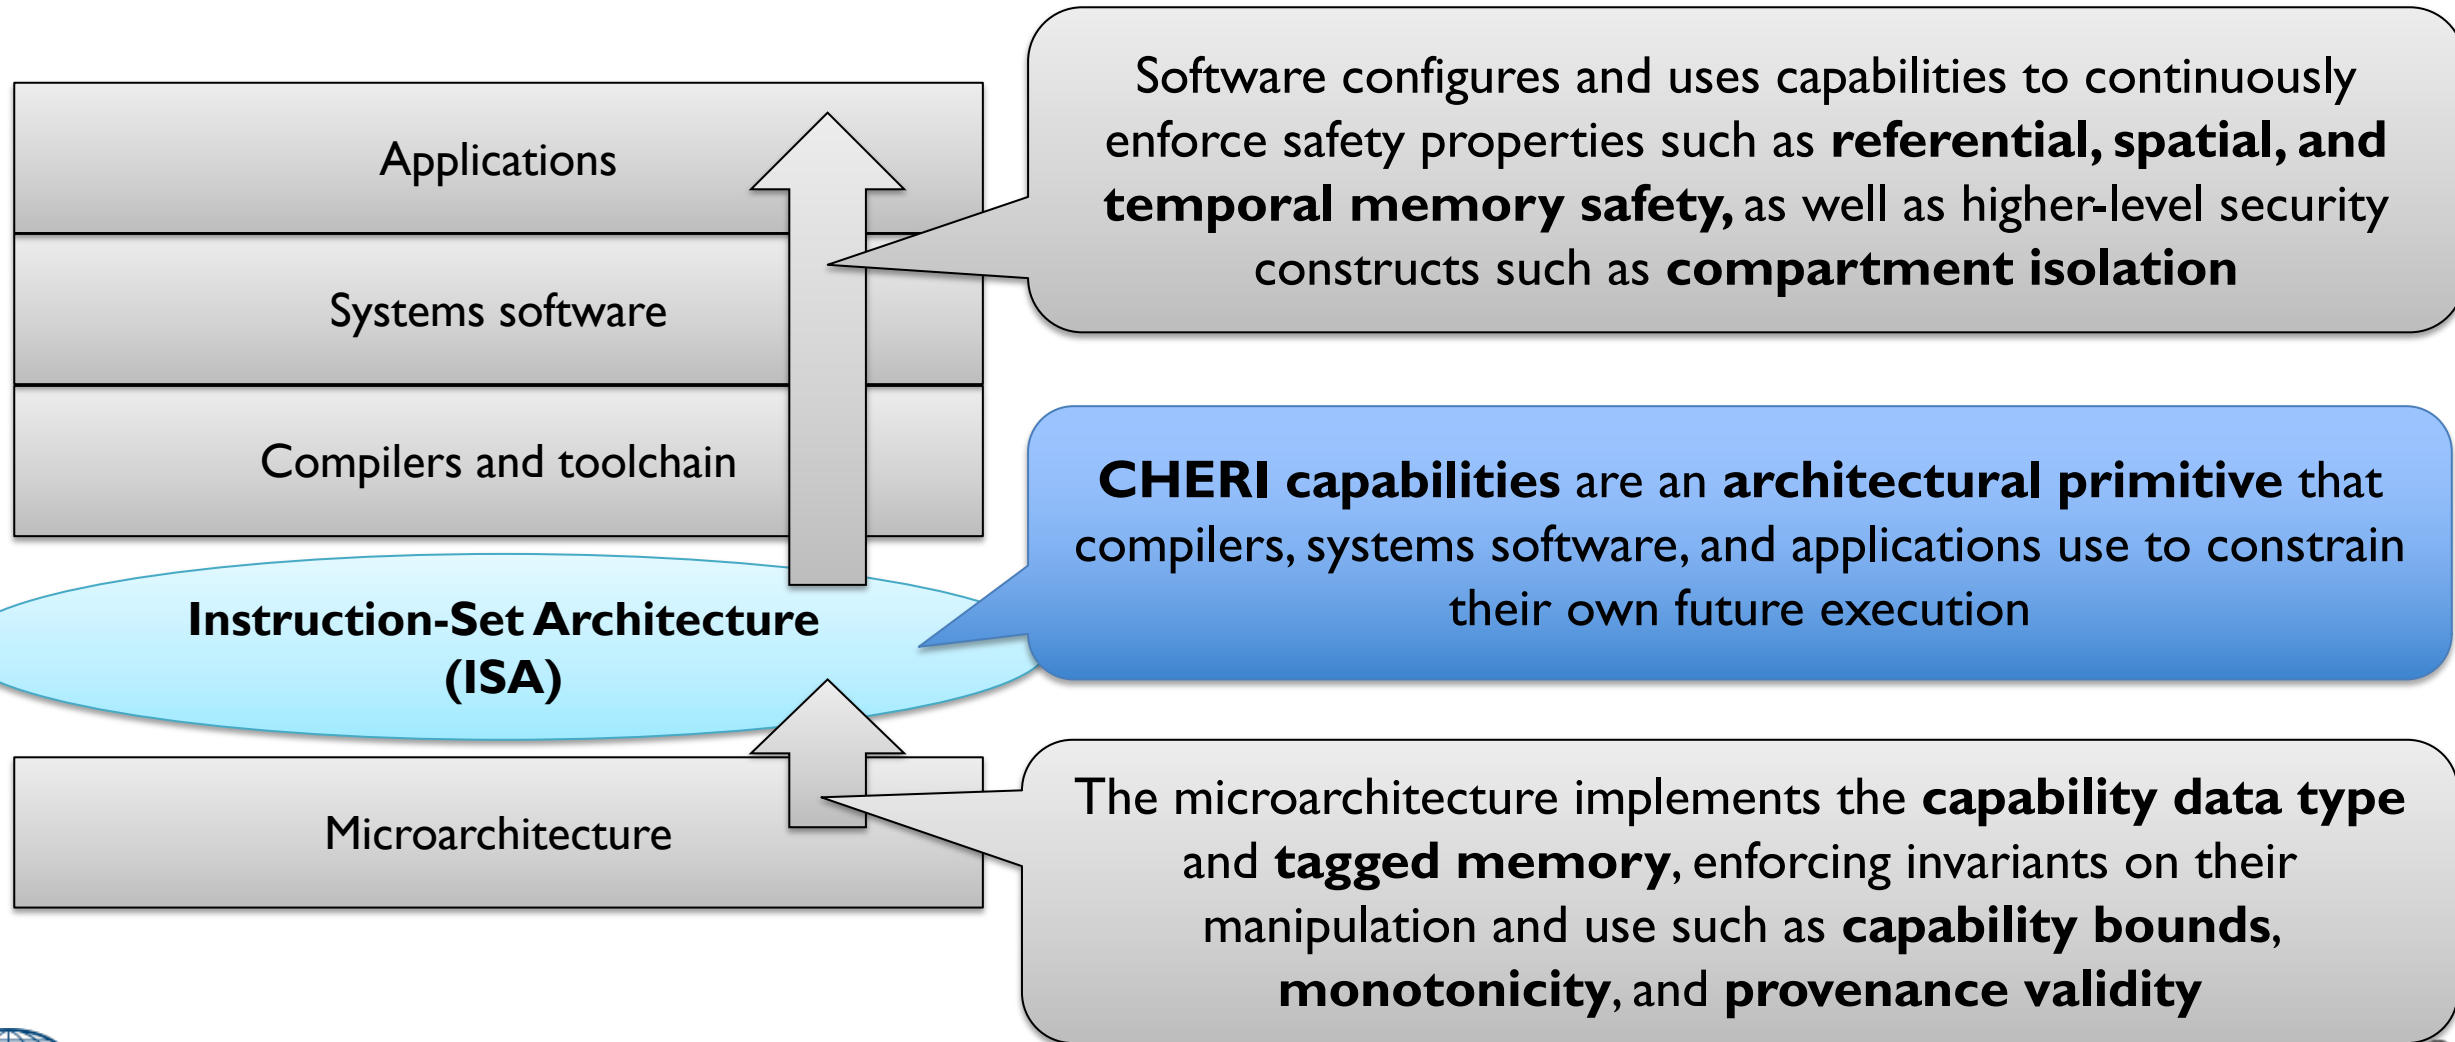 Applications
Systems software
Compilers and toolchain
Instruction-Set Architecture
(ISA)
Microarchitecture
Software configures and uses capabilities to continuously
enforce safety properties such as referential, spatial, and
temporal memory safety, as well as higher-level security
constructs such as compartment isolation
CHERI capabilities are an architectural primitive that
compilers, systems software, and applications use to constrain
their own future execution
The microarchitecture implements the capability data type
and tagged memory, enforcing invariants on their
manipulation and use such as capability bounds,
monotonicity, and provenance validity